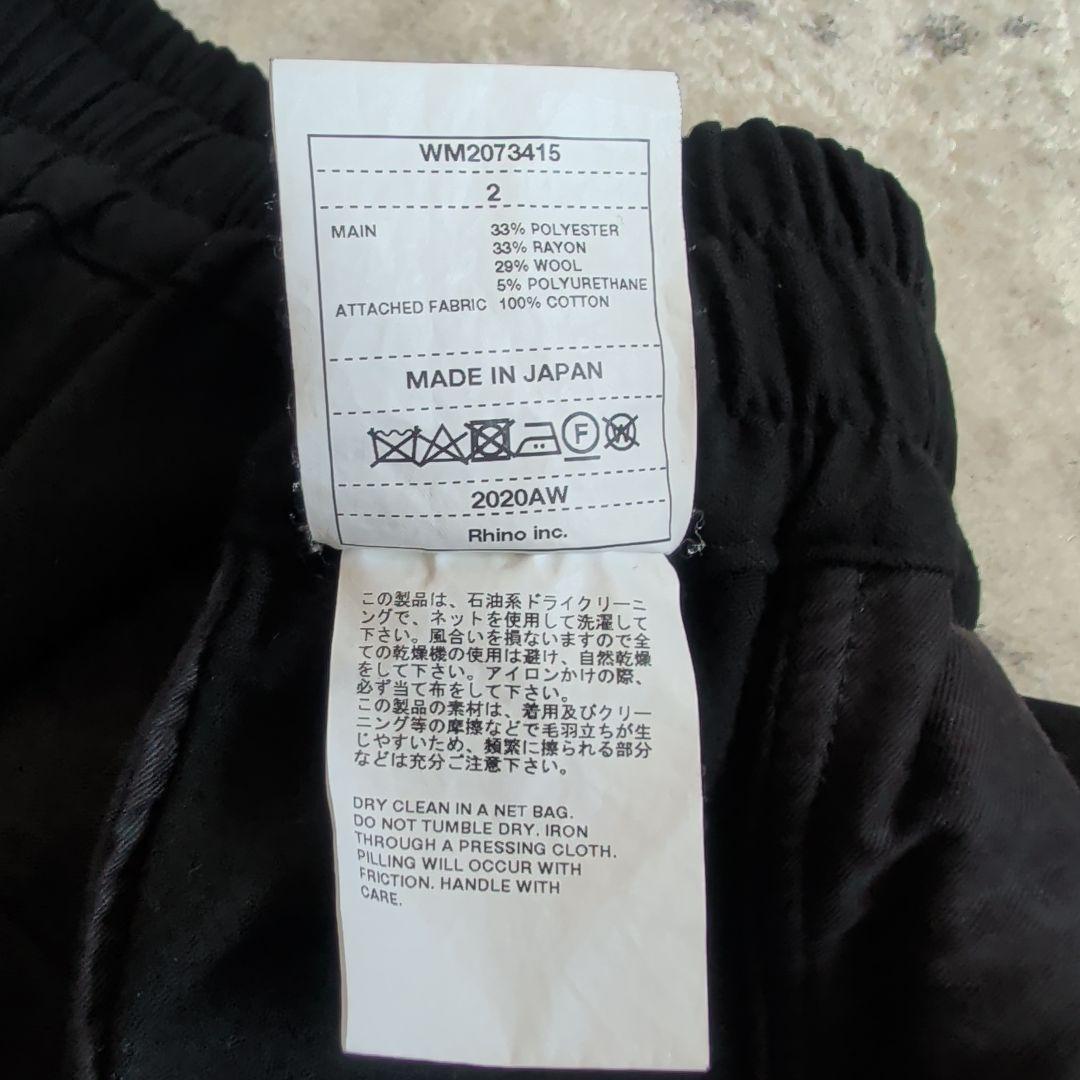 WM2073415
2
MAIN 33% POLYESTER
33% RAYON
29% WOOL
5% POLYURETHANE
ATTACHED FABRIC 100% COTTON
MADE IN JAPAN
F W
2020AW
Rhino inc.
この製品は、石油系ドライクリーニ
ングで、ネットを使用して洗濯して
下さい。風合いを損ないますので全
ての乾燥機の使用は避け、自然乾燥
をして下さい。アイロンかけの際、
必ず当て布をして下さい。
この製品の素材は、着用及びクリー
ニング等の摩擦などで毛羽立ちが生
じやすいため、頻繁に擦られる部分
などは充分ご注意下さい。
DRY CLEAN IN A NET BAG.
DO NOT TUMBLE DRY. IRON
THROUGH A PRESSING CLOTH.
PILLING WILL OCCUR WITH
FRICTION. HANDLE WITH
CARE.